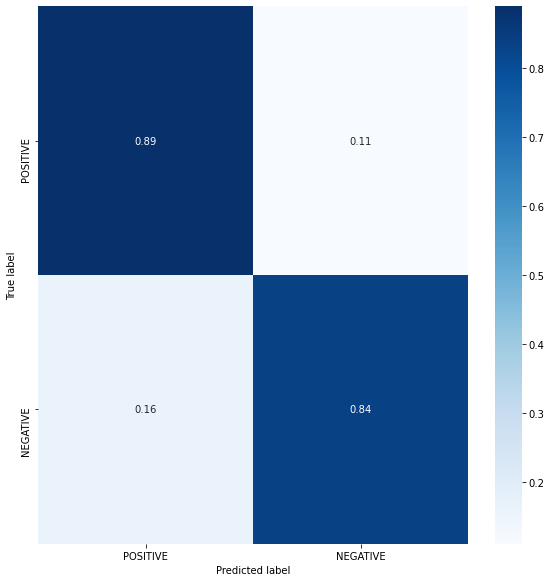 POSITIVE
NEGATIVE
True label
0.89
0.11
0.16
0.84
POSITIVE
NEGATIVE
Predicted label
0.8
0.7
0.6
0.5
0.4
0.3
0.2